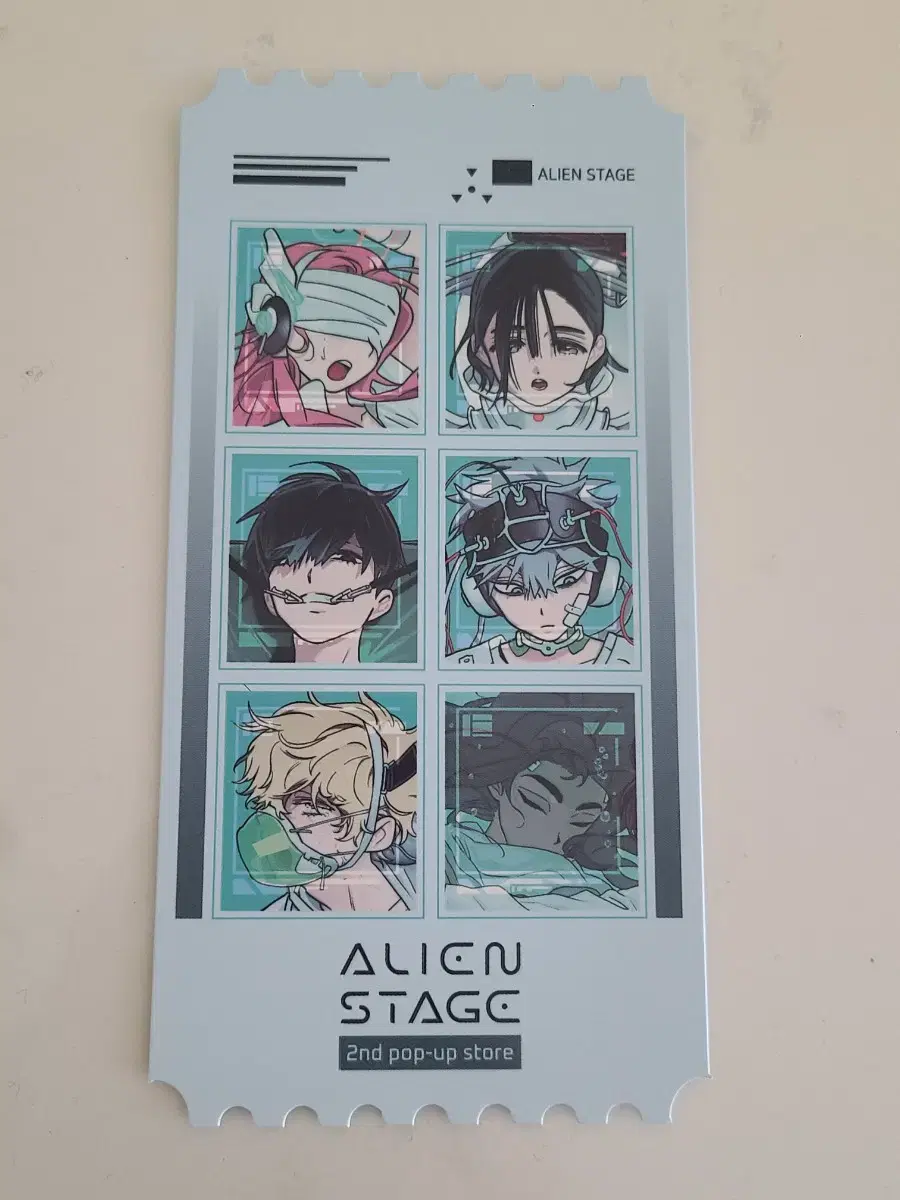 ALIEN STAGE
ALIEN
STAGE
2nd pop-up store